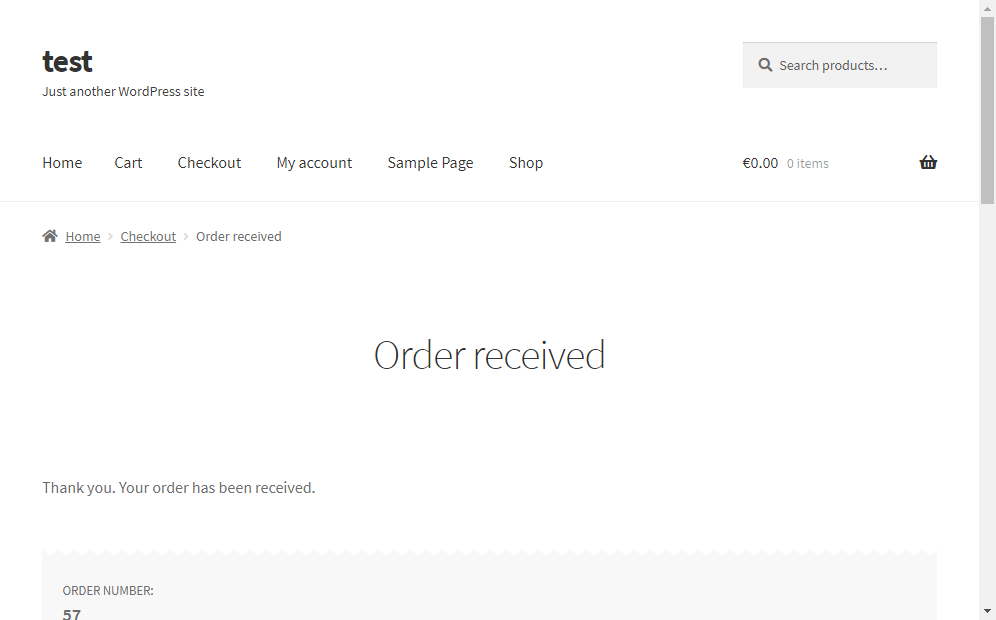 test
Just another WordPress site
Search products…
Home Cart Checkout My account Sample Page Shop €0.00 0 items
Home Checkout Order received
Order received
Thank you. Your order has been received.
ORDER NUMBER:
57